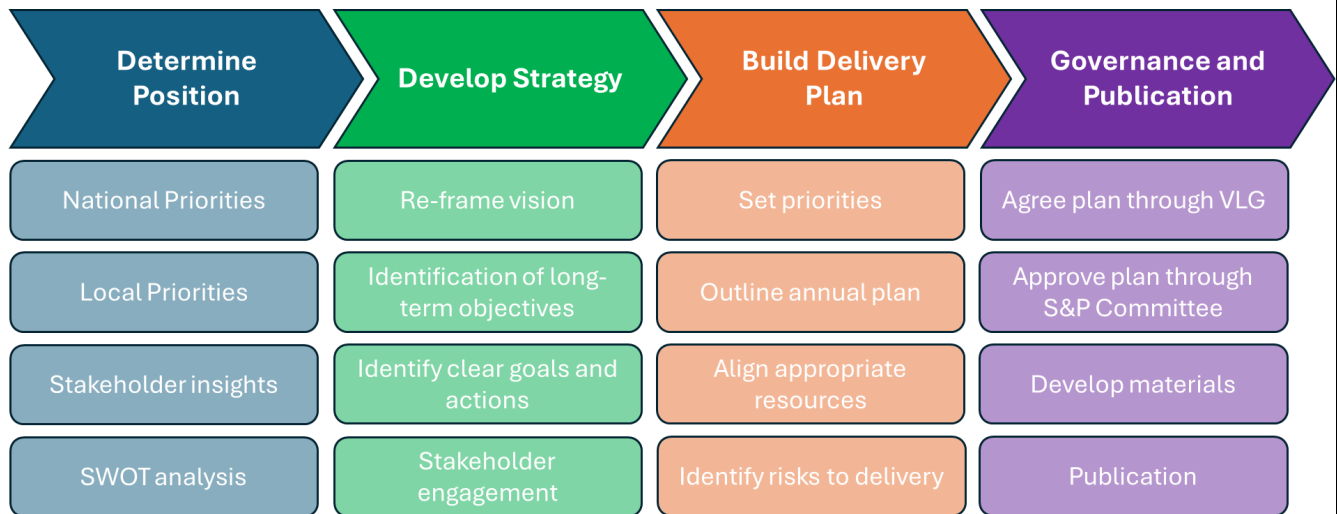 Determine
Position
Develop Strategy
Build Delivery
Plan
Governance and
Publication
National Priorities
Re-frame vision
Set priorities
Agree plan through VLG
Local Priorities
Identification of long-
term objectives
Outline annual plan
Approve plan through
S&P Committee
Stakeholder insights
Identify clear goals and
actions
Align appropriate
resources
Develop materials
SWOT analysis
Stakeholder
engagement
Identify risks to delivery
Publication